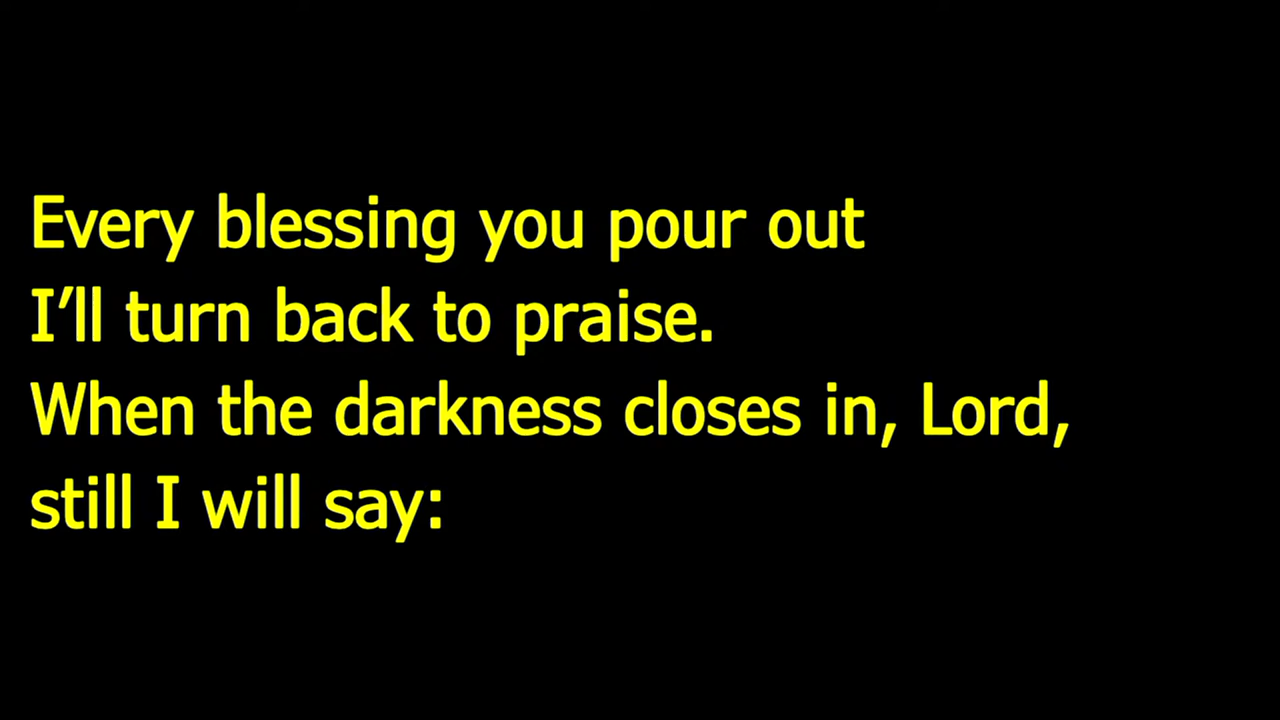 Every blessing you pour out
I’ll turn back to praise.
When the darkness closes in, Lord,
still I will say: